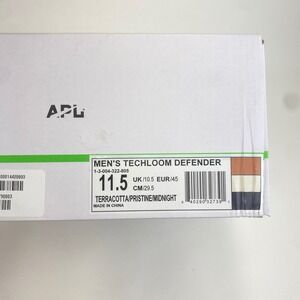 APL
MEN'S TECHLOOM DEFENDER
1-3-004-322-805
11.5 UK/10.5 EUR/45
CM/29.5
TERRACOTTA/PRISTINE/MIDNIGHT
MADE IN CHINA